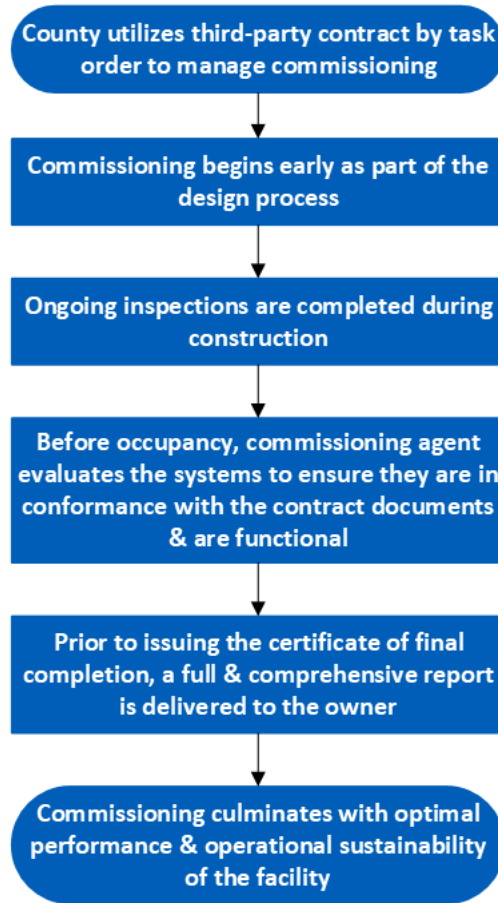 County utilizes third-party contract by task
order to manage commissioning
Commissioning begins early as part of the
design process
Ongoing inspections are completed during
construction
Before occupancy, commissioning agent
evaluates the systems to ensure they are in
conformance with the contract documents
& are functional
Prior to issuing the certificate of final
completion, a full & comprehensive report
is delivered to the owner
Commissioning culminates with optimal
performance & operational sustainability
of the facility